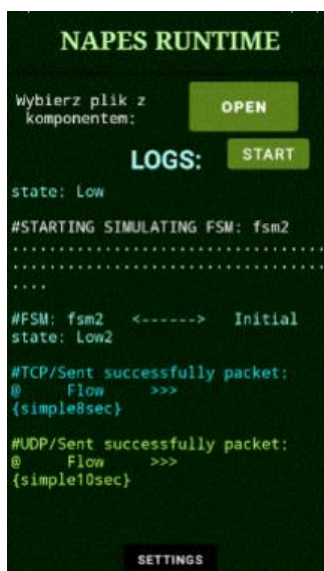 NAPES RUNTIME
Wybierz plik z
komponentem:
OPEN
LOGS:
START
state: Low
#STARTING SIMULATING FSM: fsm2
..................................
..................................
....
#FSM: fsm2 <------> Initial
state: Low2
#TCP/Sent successfully packet:
@ Flow >>>
{simple8sec}
#UDP/Sent successfully packet:
@ Flow >>>
{simple10sec}
SETTINGS